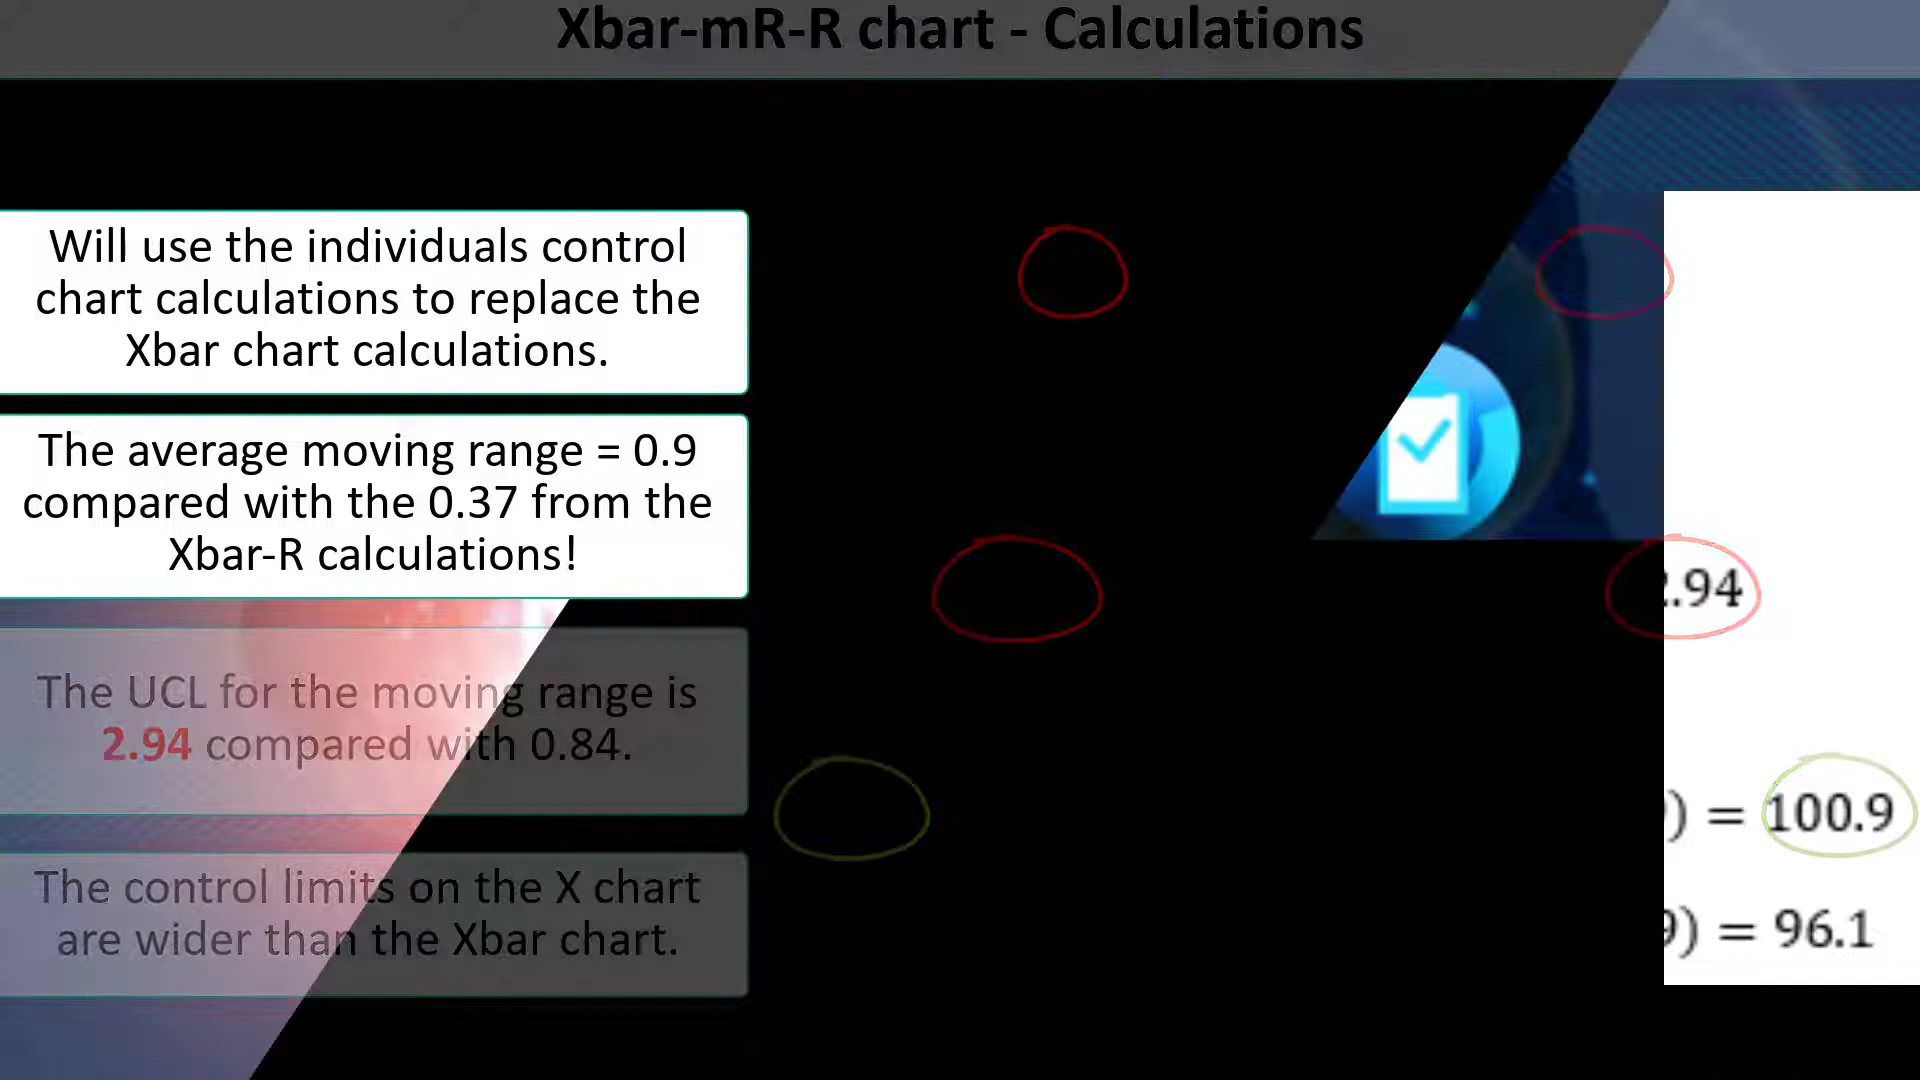 Xbar-mR-R chart - Calculations
Will use the individuals control
chart calculations to replace the
Xbar chart calculations.
The average moving range = 0.9
compared with the 0.37 from the
Xbar-R calculations!
The UCL for the moving range is
2.94 compared with 0.84.
The control limits on the X chart
are wider than the Xbar chart.
2.94
) = 100.9
9) = 96.1